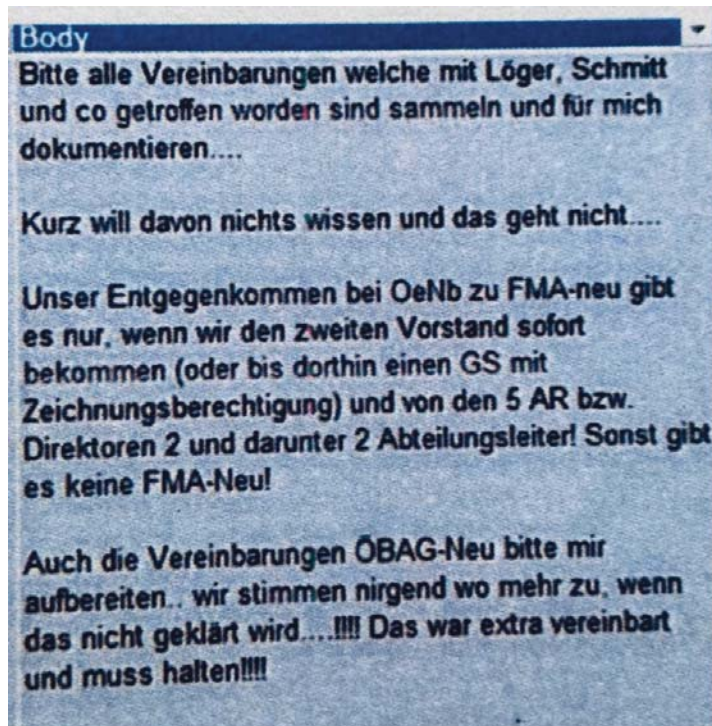 Body
Bitte alle Vereinbarungen welche mit Löger, Schmitt
und co getroffen worden sind sammeln und für mich
dokumentieren....
Kurz will davon nichts wissen und das geht nicht....
Unser Entgegenkommen bei OeNb zu FMA-neu gibt
es nur, wenn wir den zweiten Vorstand sofort
bekommen (oder bis dorthin einen GS mit
Zeichnungsberechtigung) und von den 5 AR bzw.
Direktoren 2 und darunter 2 Abteilungsleiter! Sonst gibt
es keine FMA-Neu!
Auch die Vereinbarungen ÖBAG-Neu bitte mir
aufbereiten.. wir stimmen nirgend wo mehr zu, wenn
das nicht geklärt wird....!!!! Das war extra vereinbart
und muss halten!!!!